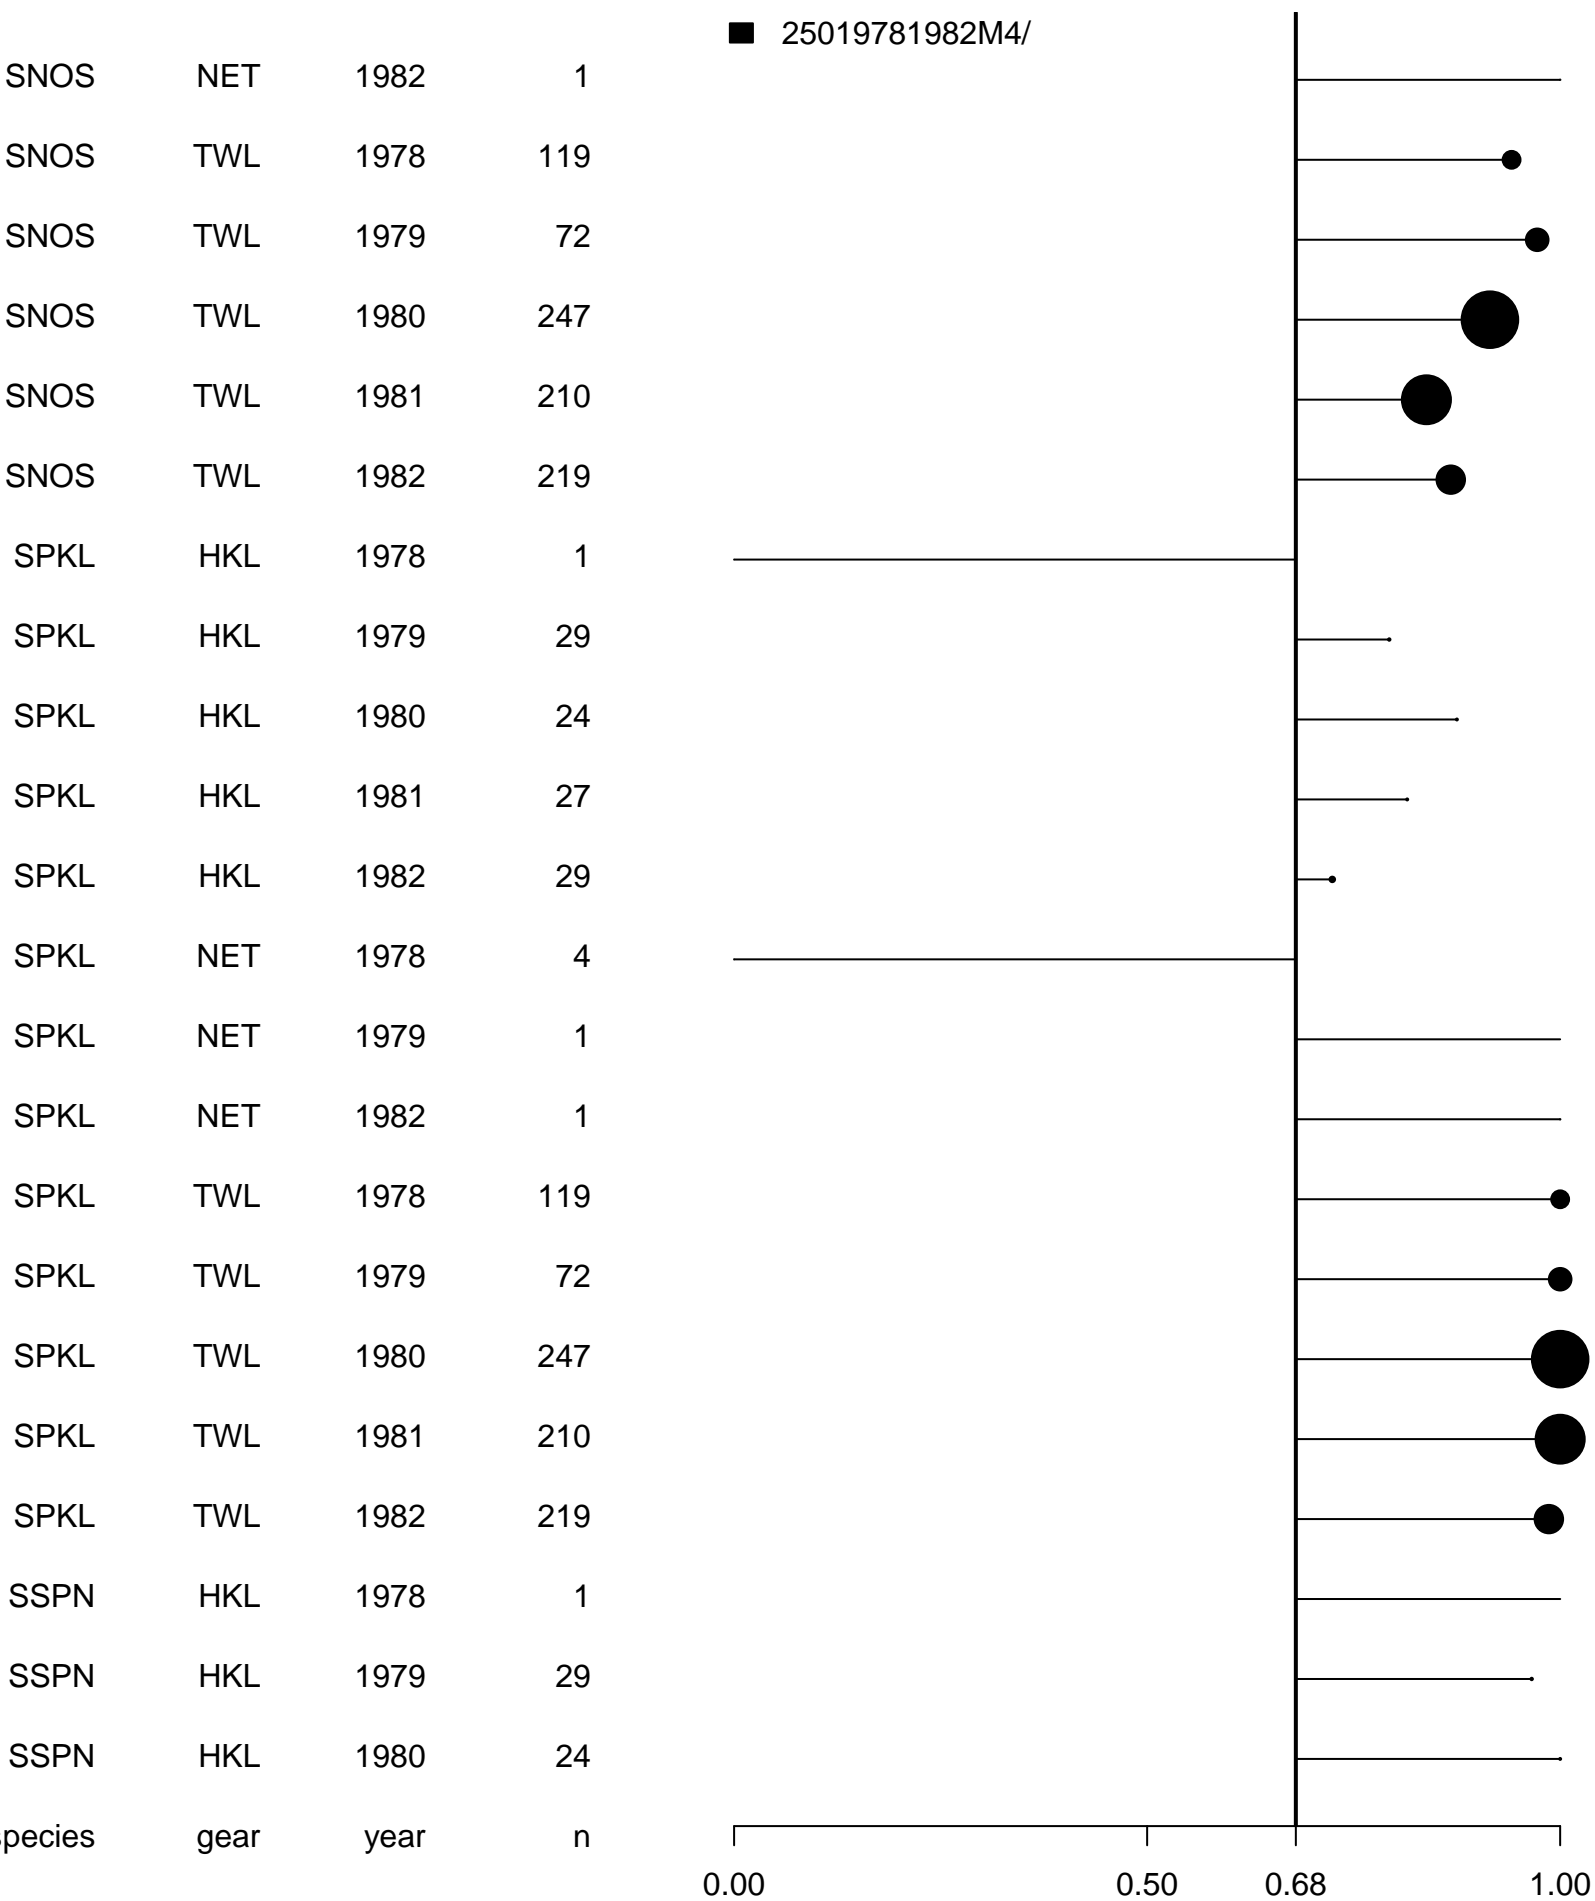 25019781982M4/
SNOS NET 1982 1
SNOS TWL 1978 119
SNOS TWL 1979 72
SNOS TWL 1980 247
SNOS TWL 1981 210
SNOS TWL 1982 219
SPKL HKL 1978 1
SPKL HKL 1979 29
SPKL HKL 1980 24
SPKL HKL 1981 27
SPKL HKL 1982 29
SPKL NET 1978 4
SPKL NET 1979 1
SPKL NET 1982 1
SPKL TWL 1978 119
SPKL TWL 1979 72
SPKL TWL 1980 247
SPKL TWL 1981 210
SPKL TWL 1982 219
SSPN HKL 1978 1
SSPN HKL 1979 29
SSPN HKL 1980 24
species gear year n
0.00 0.50 0.68 1.00